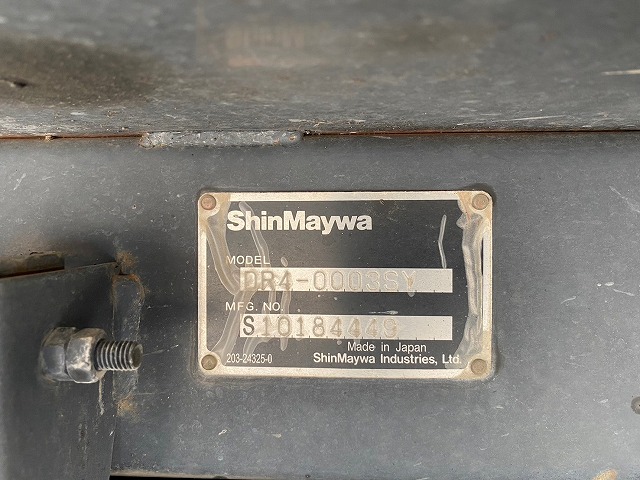 ShinMaywa
MODEL
DR4-0003SY
MFG. NO.
S10184449
Made in Japan
203-24325-0
ShinMaywa Industries, Ltd.